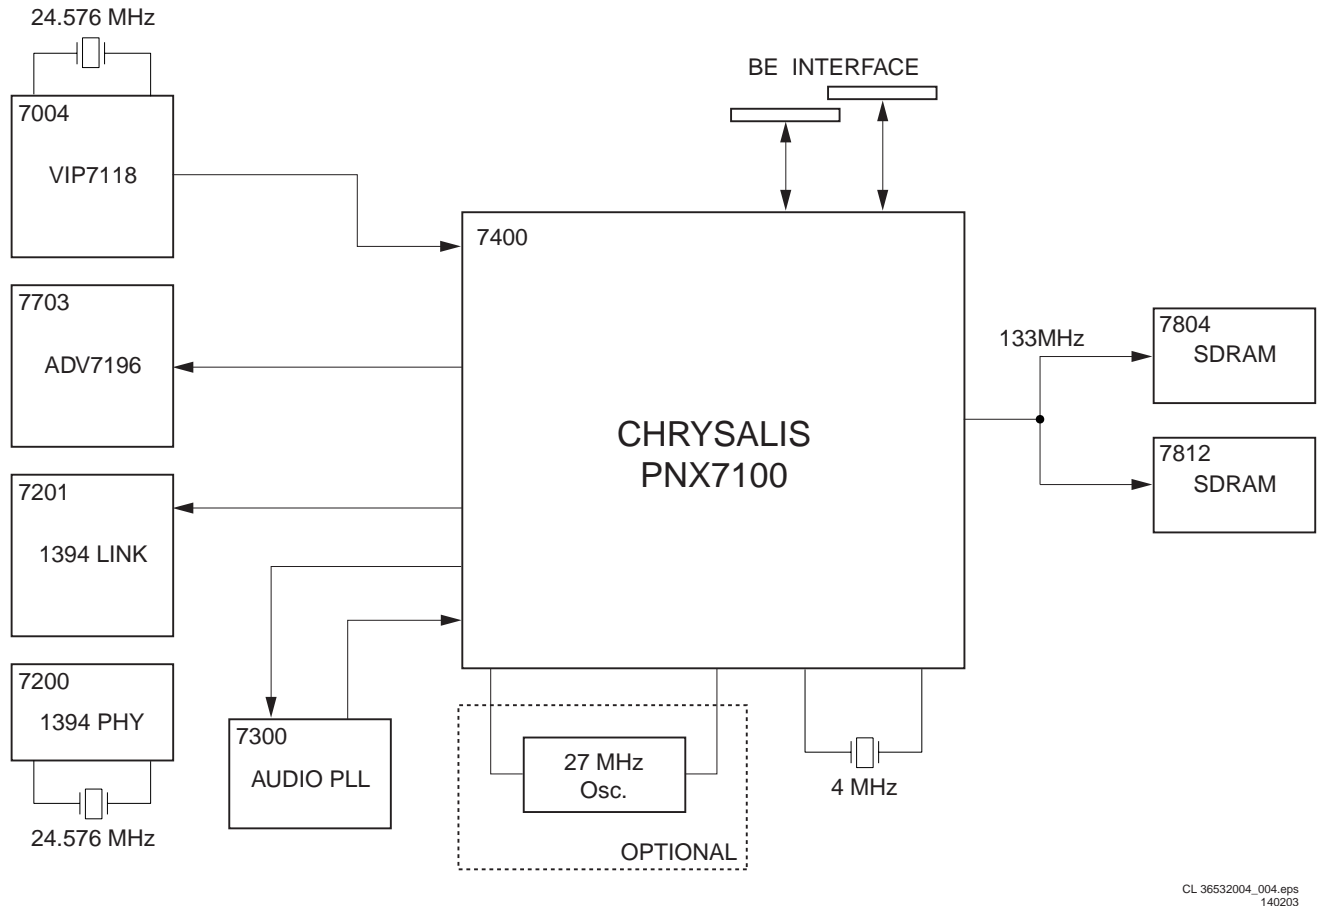 24.576 MHz
7004
VIP7118
BE INTERFACE
7400
CHRYSALIS
PNX7100
7703
ADV7196
133MHz
7804
SDRAM
7812
SDRAM
7201
1394 LINK
7200
1394 PHY
24.576 MHz
7300
AUDIO PLL
27 MHz
Osc.
OPTIONAL
4 MHz
CL 36532004_004.eps
140203